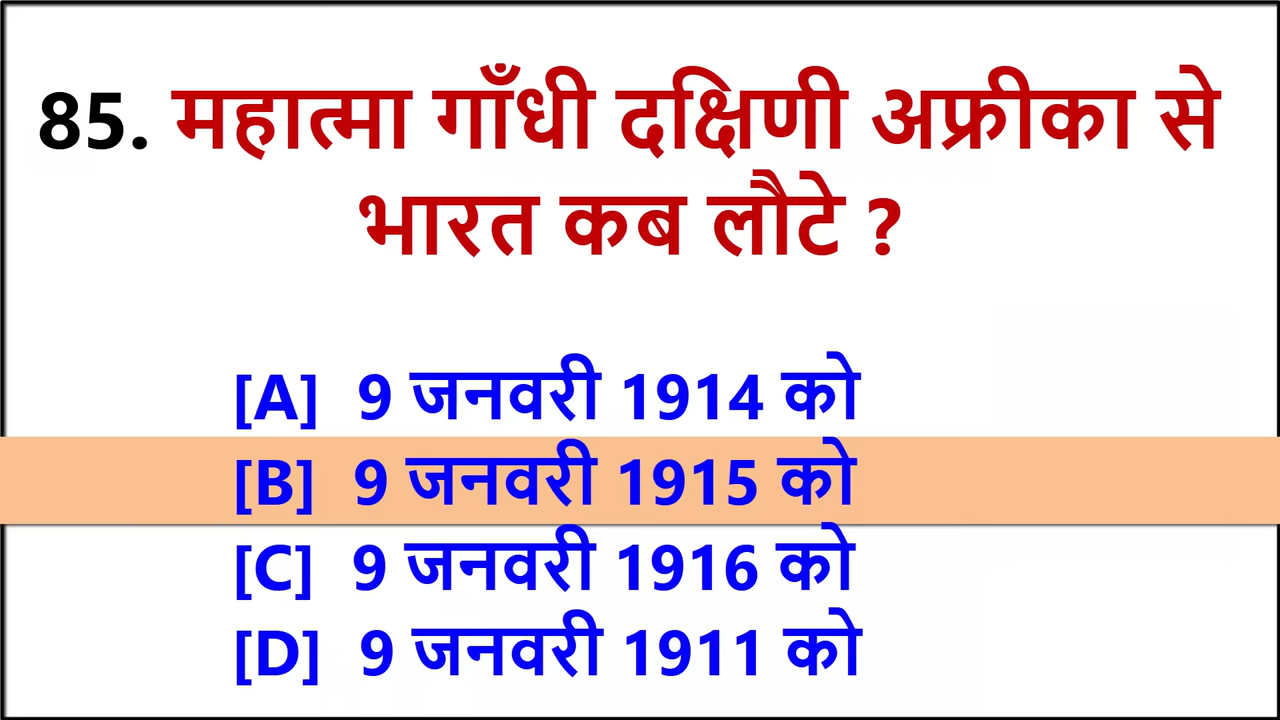 85. महात्मा गाँधी दक्षिणी अफ्रीका से
भारत कब लौटे ?
[A] 9 जनवरी 1914 को
[B] 9 जनवरी 1915 को
[C] 9 जनवरी 1916 को
[D] 9 जनवरी 1911 को